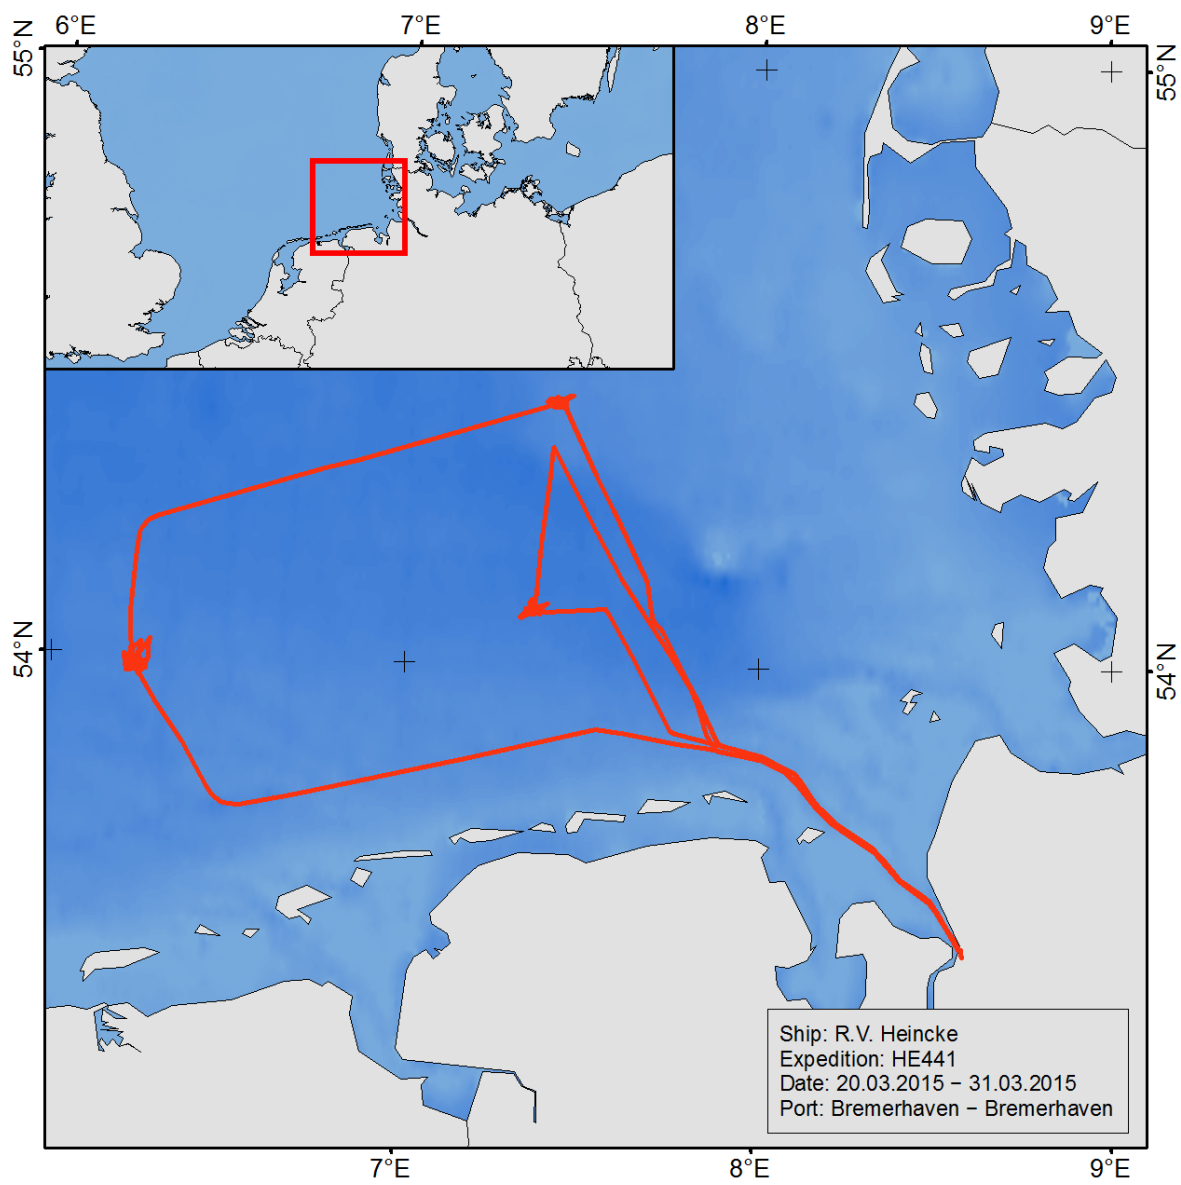 6°E
7°E
8°E
9°E
55°N
55°N
54°N
54°N
Ship: R.V. Heincke
Expedition: HE441
Date: 20.03.2015 – 31.03.2015
Port: Bremerhaven – Bremerhaven
7°E
8°E
9°E